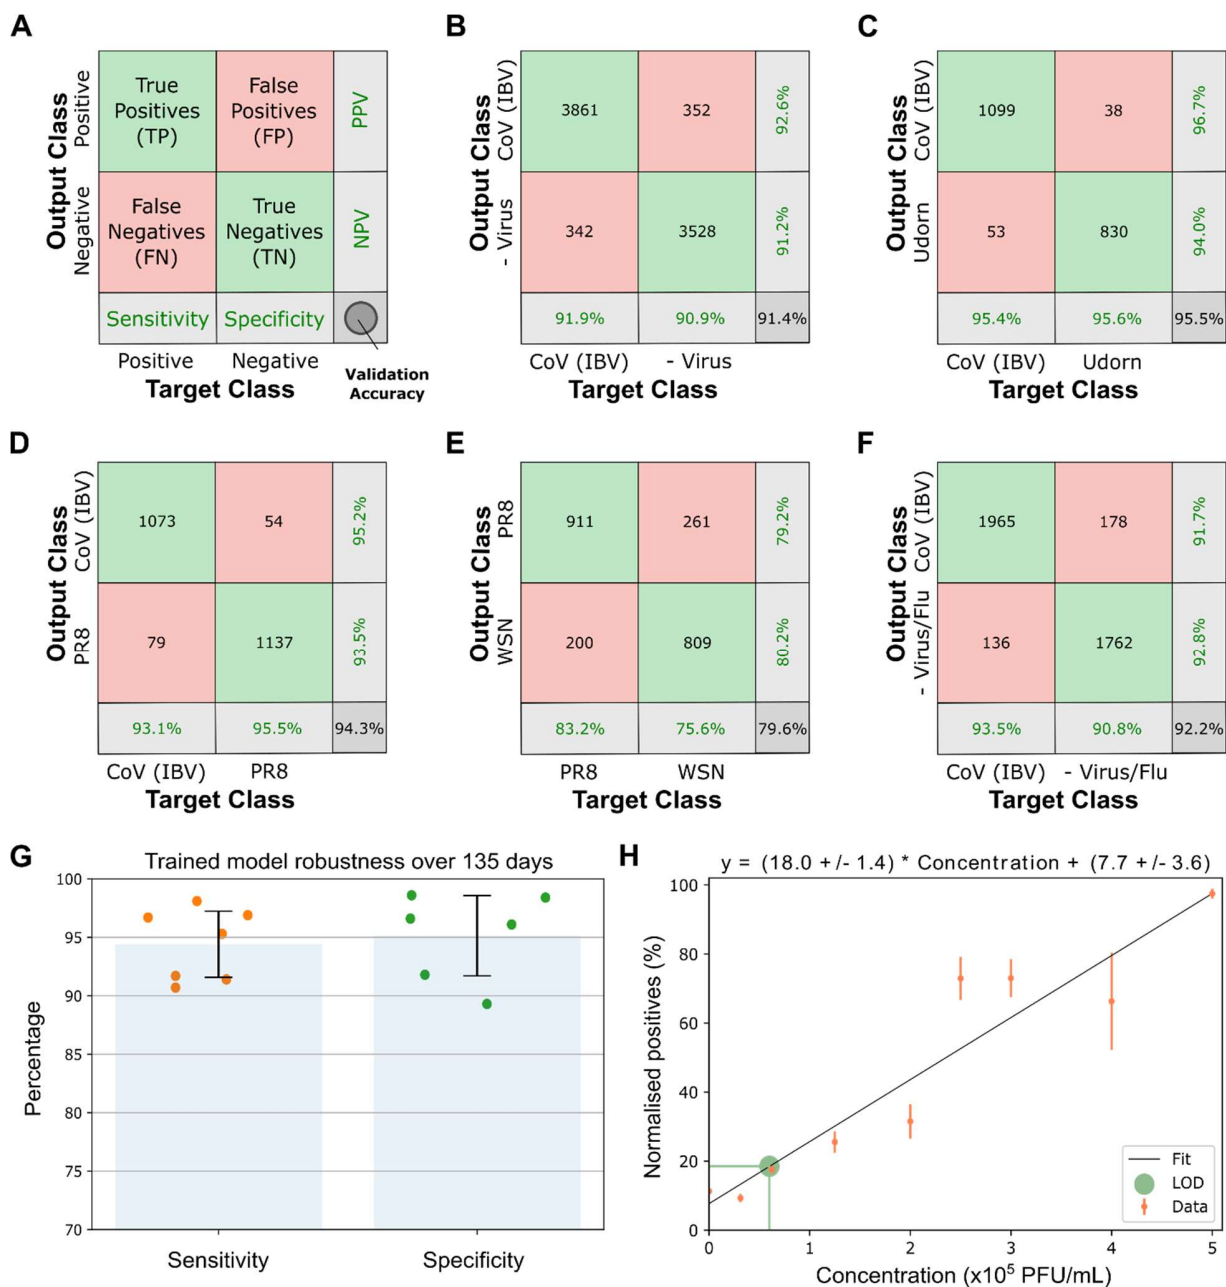 A
Output Class
Positive
Negative
True
Positives
(TP)
False
Positives
(FP)
PPV
False
Negatives
(FN)
True
Negatives
(TN)
NPV
Sensitivity
Specificity
Positive
Negative
Target Class
Validation
Accuracy
B
Output Class
CoV (IBV)
- Virus
3861
352
92.6%
342
3528
91.2%
91.9%
90.9%
91.4%
CoV (IBV)
- Virus
Target Class
C
Output Class
CoV (IBV)
Udorn
1099
38
96.7%
53
830
94.0%
95.4%
95.6%
95.5%
CoV (IBV)
Udorn
Target Class
D
Output Class
CoV (IBV)
PR8
1073
54
95.2%
79
1137
93.5%
93.1%
95.5%
94.3%
CoV (IBV)
PR8
Target Class
E
Output Class
PR8
WSN
911
261
79.2%
200
809
80.2%
83.2%
75.6%
79.6%
PR8
WSN
Target Class
F
Output Class
CoV (IBV)
- Virus/Flu
1965
178
91.7%
136
1762
92.8%
93.5%
90.8%
92.2%
CoV (IBV)
- Virus/Flu
Target Class
G
Trained model robustness over 135 days
Percentage
100
95
90
85
80
75
70
Sensitivity
Specificity
H
y = (18.0 +/- 1.4) * Concentration + (7.7 +/- 3.6)
Normalised positives (%)
100
80
60
40
20
0
Fit
LOD
Data
0
1
2
3
4
5
Concentration (x10⁵ PFU/mL)